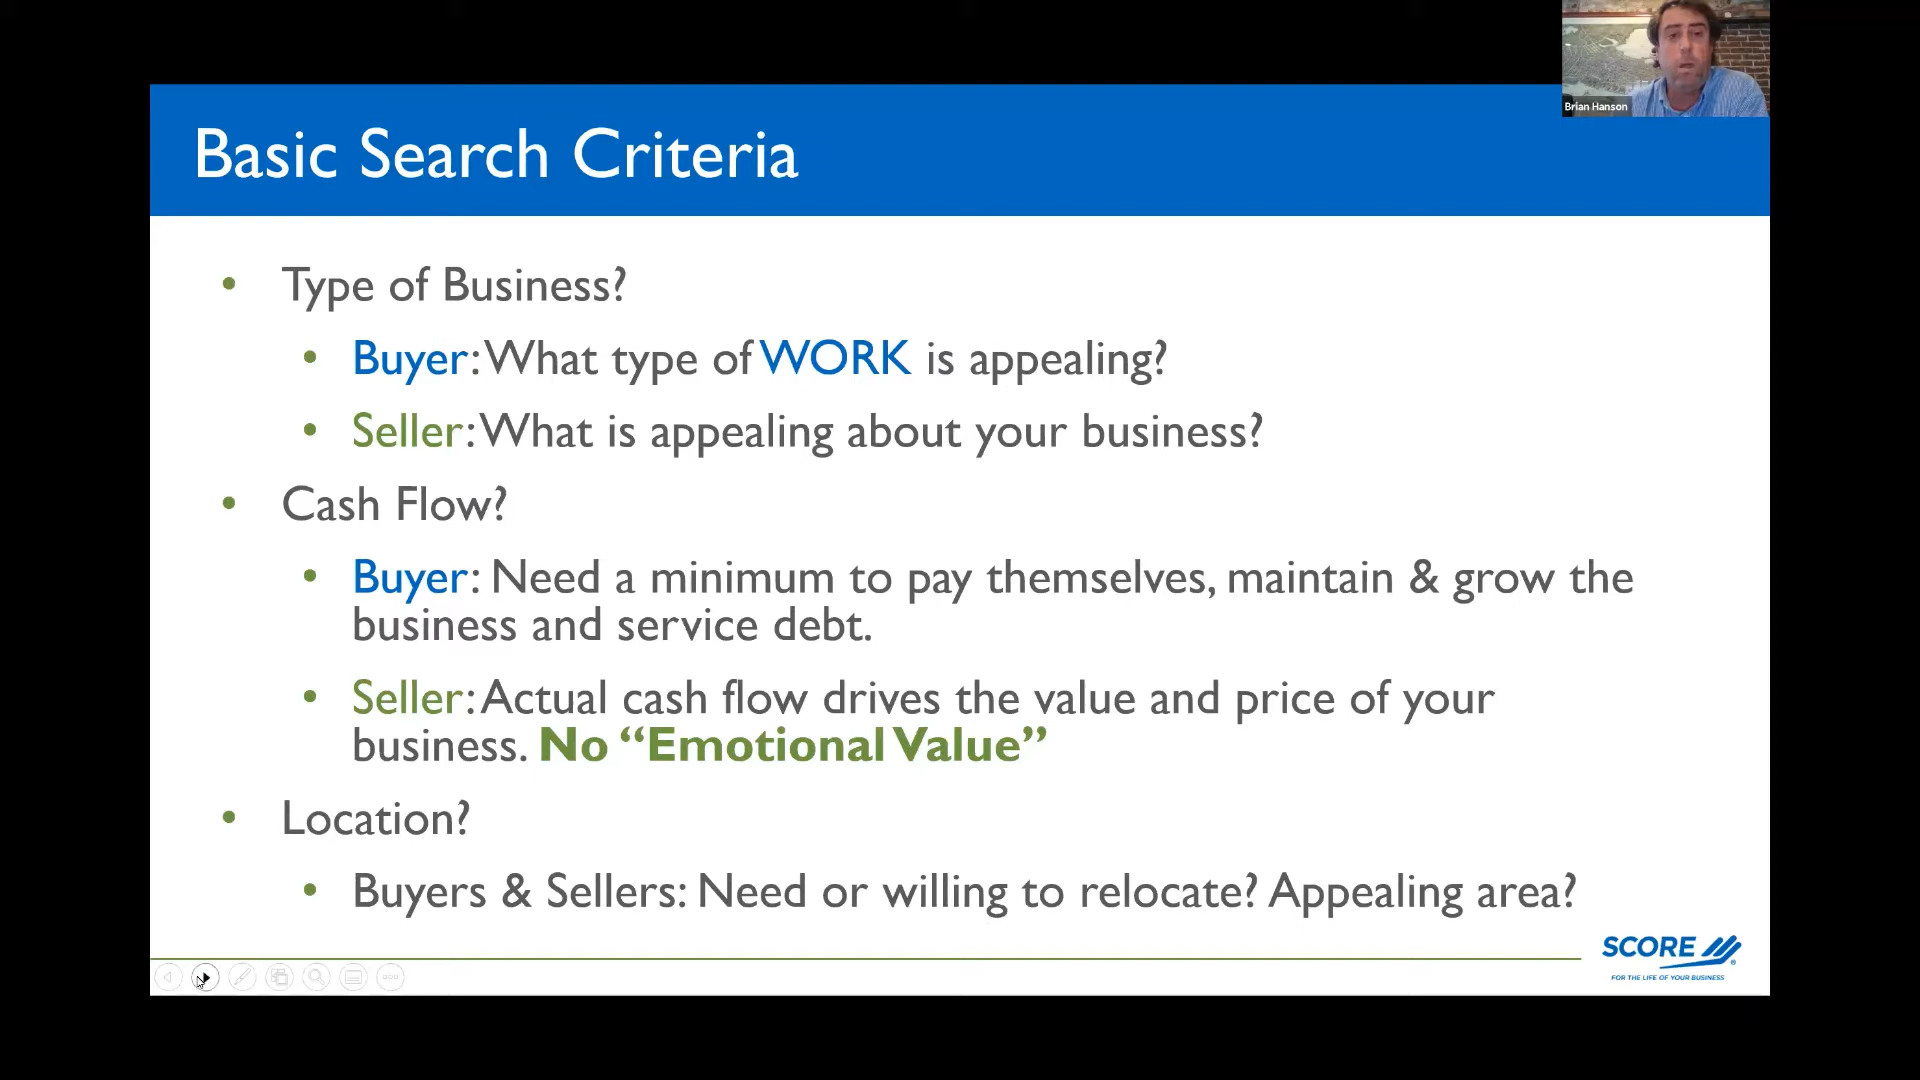 Brian Hanson
Basic Search Criteria
• Type of Business?
• Buyer: What type of WORK is appealing?
• Seller: What is appealing about your business?
• Cash Flow?
• Buyer: Need a minimum to pay themselves, maintain & grow the
business and service debt.
• Seller: Actual cash flow drives the value and price of your
business. No “Emotional Value”
• Location?
• Buyers & Sellers: Need or willing to relocate? Appealing area?
SCORE
FOR THE LIFE OF YOUR BUSINESS